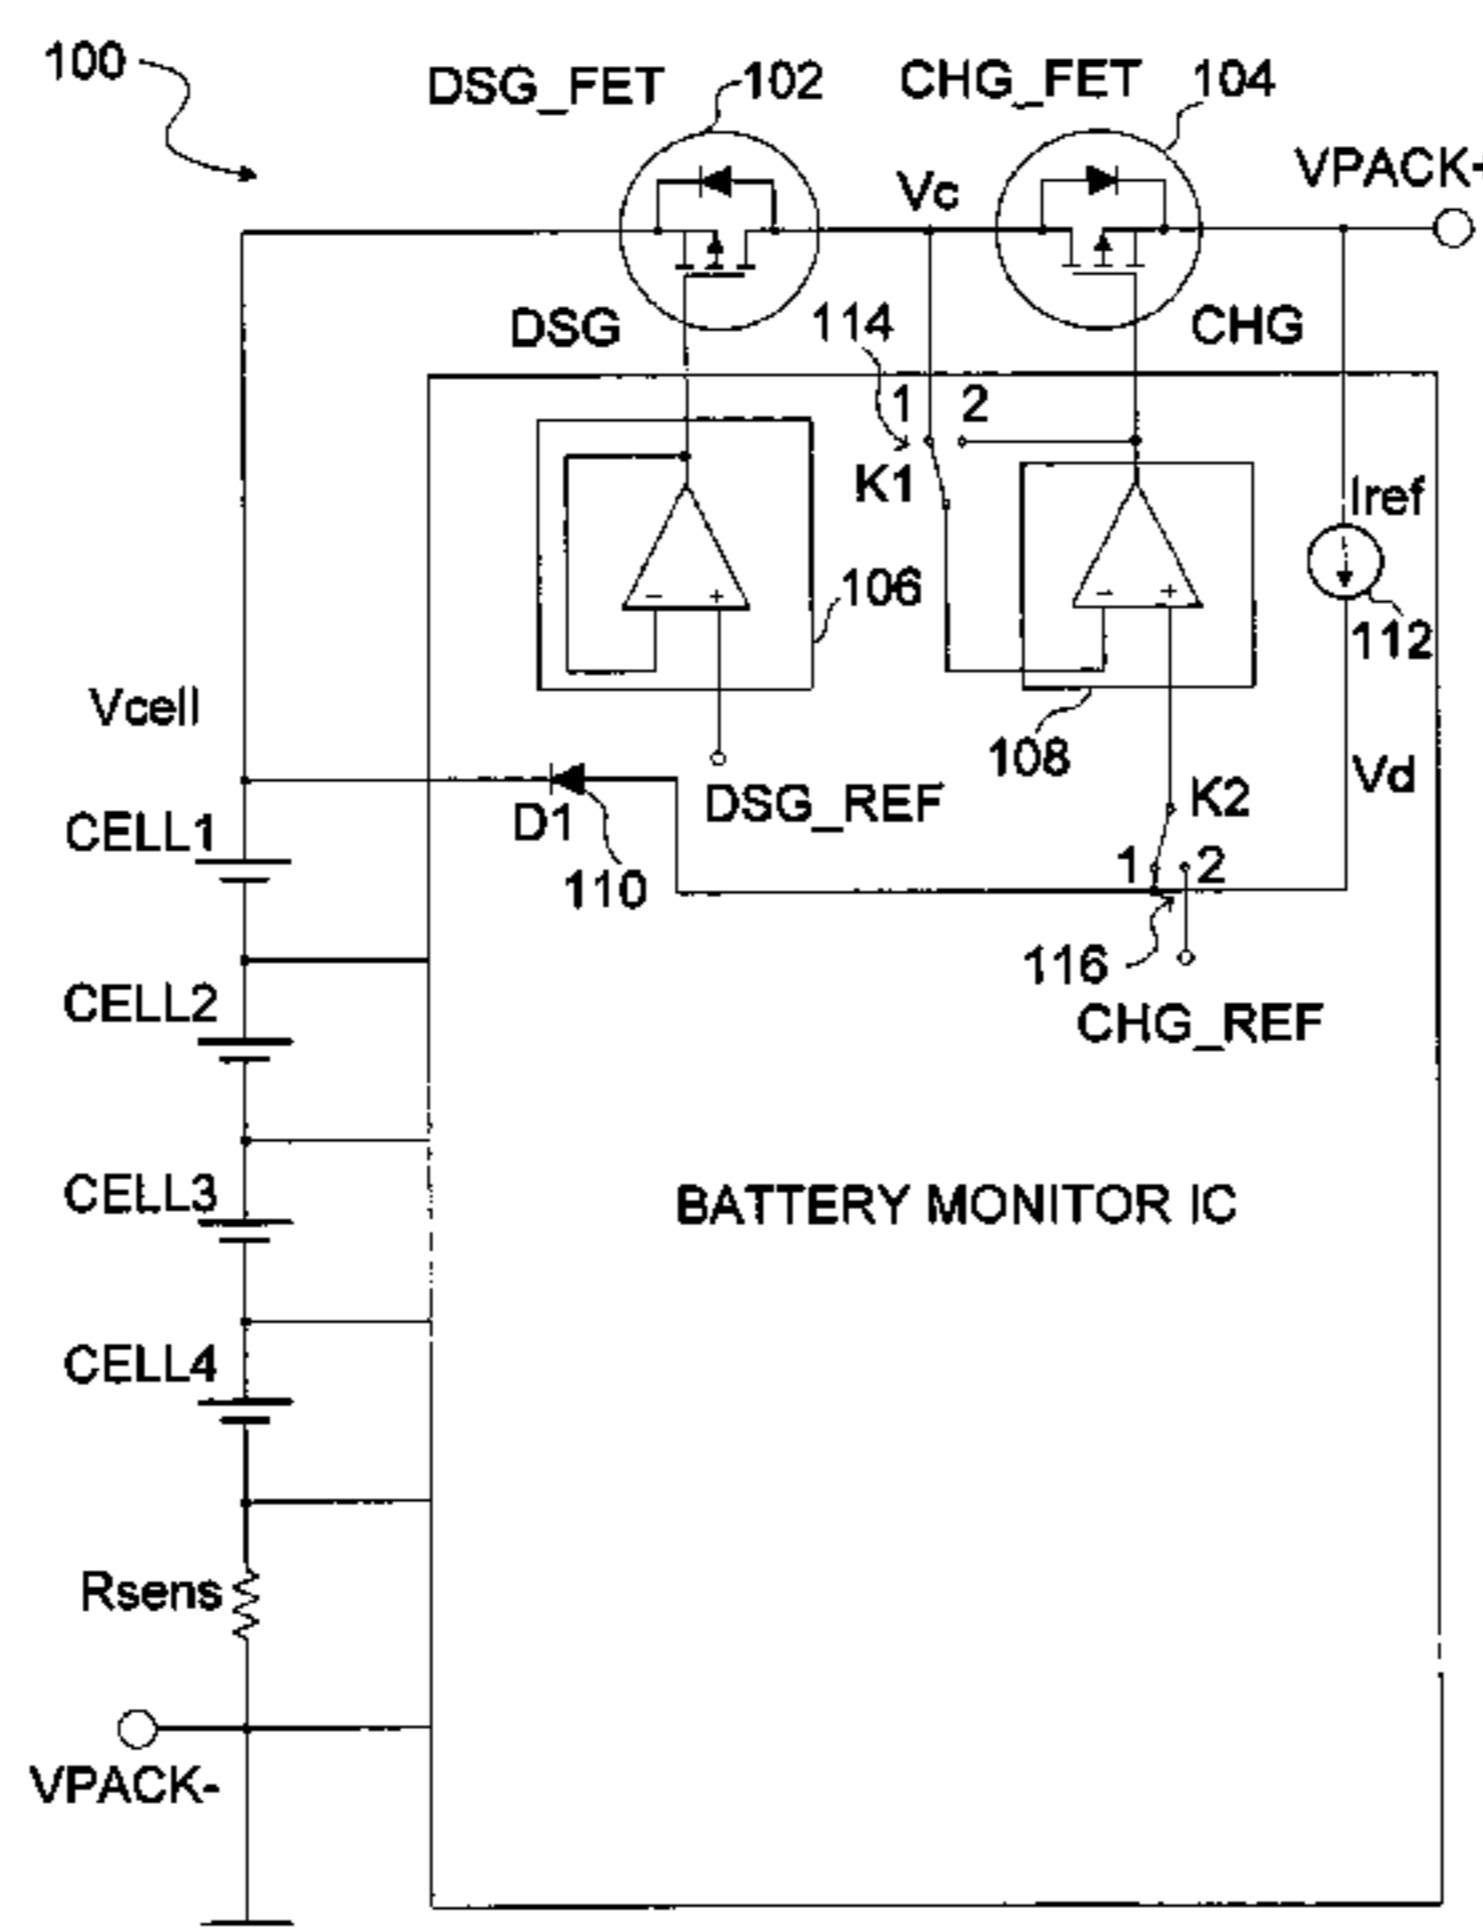 100
DSG_FET
102
CHG_FET
104
VPACK+
Vc
DSG
114
CHG
1 2
K1
Iref
106
112
Vcell
108
Vd
K2
CELL1
D1
DSG_REF
110
1 2
116
CELL2
CHG_REF
CELL3
BATTERY MONITOR IC
CELL4
Rsens
VPACK-
- +
- +